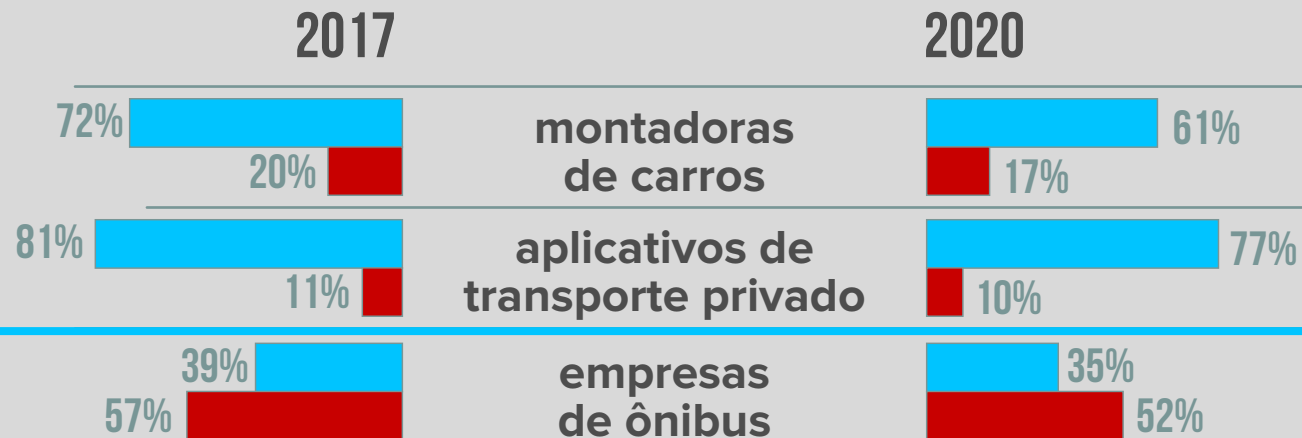 2017 2020
72% montadoras 61%
20% de carros 17%
81% aplicativos de 77%
11% transporte privado 10%
39% empresas 35%
57% de ônibus 52%